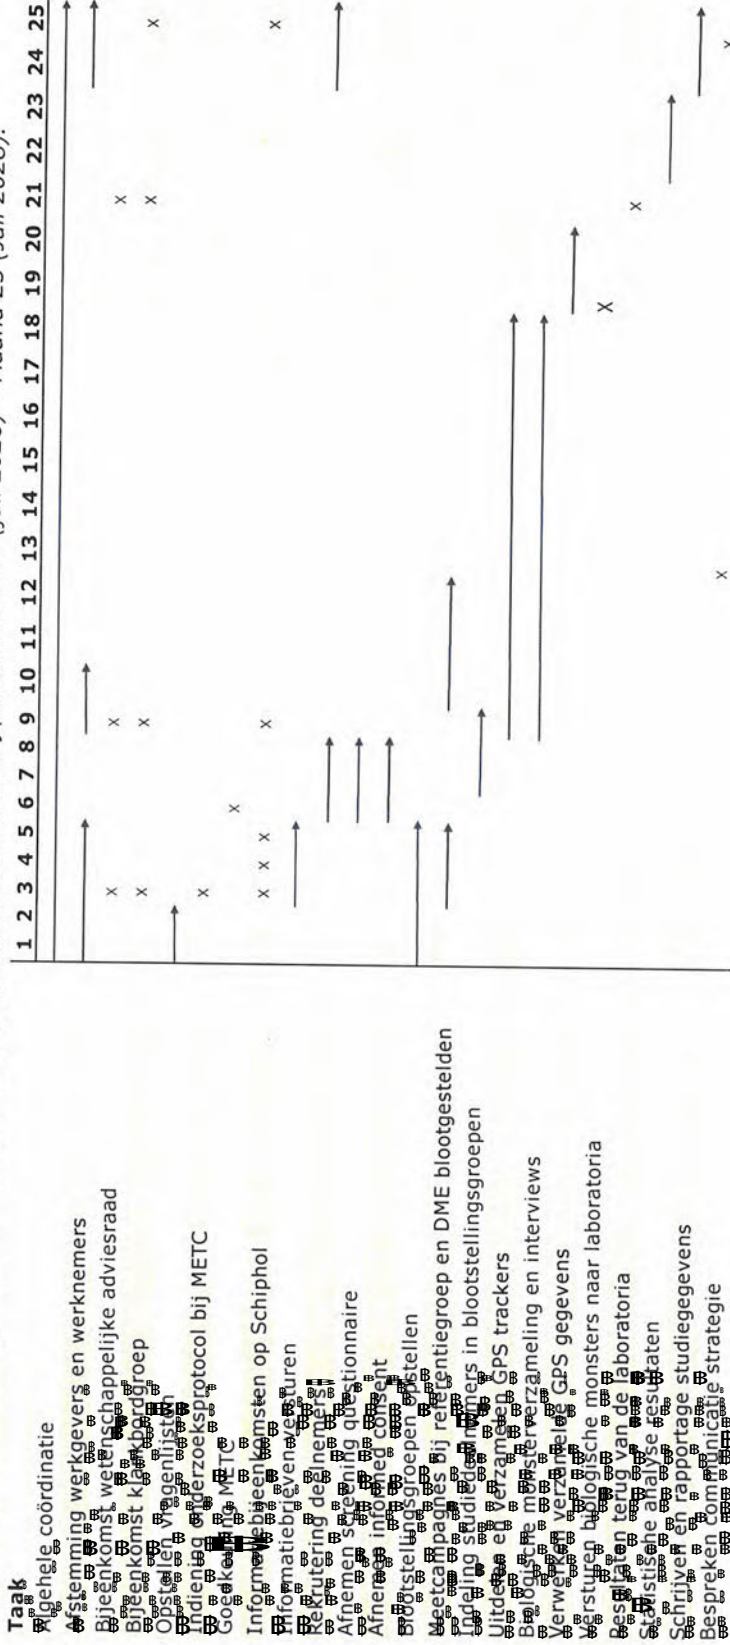 Taak 1 2 3 4 5 6 7 8 9 10 11 12 13 14 15 16 17 18 19 20 21 22 23 24 25
Algehele coördinatie
Afstemming werkgevers en werknemers
Bijeenkomst wetenschappelijke adviesraad x x x
Bijeenkomst klankbordgroep x x x x
Opstellen vragenlijsten
Indiening onderzoeksprotocol bij METC x
Goedkeuring METC x
Informatiebijeenkomsten op Schiphol x x x x x
Informatiebrieven versturen
Rekrutering deelnemers
Afnemen screening questionnaire
Afnemen informed consent
Blootstellingsgroepen opstellen
Meetcampagnes bij referentiegroep en DME blootgestelden
Indeling studiedeelnemers in blootstellingsgroepen
Uitdelen en verzamelen GPS trackers
Biologische monsterverzameling en interviews
Verwerken verzamelde GPS gegevens
Versturen biologische monsters naar laboratoria X
Resultaten terug van de laboratoria x
Statistische analyse resultaten
Schrijven en rapportage studiegegevens
Bespreken communicatie strategie x x